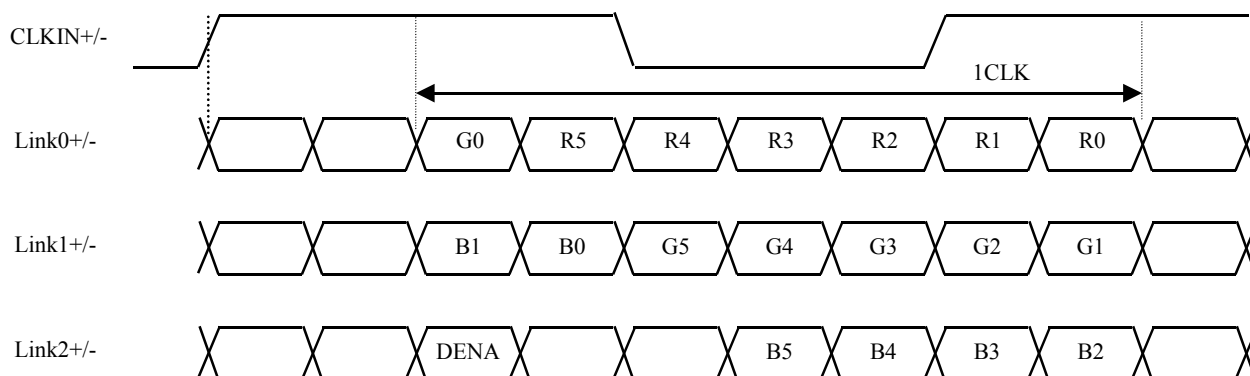 CLKIN+/-
1CLK
Link0+/- G0 R5 R4 R3 R2 R1 R0
Link1+/- B1 B0 G5 G4 G3 G2 G1
Link2+/- DENA B5 B4 B3 B2